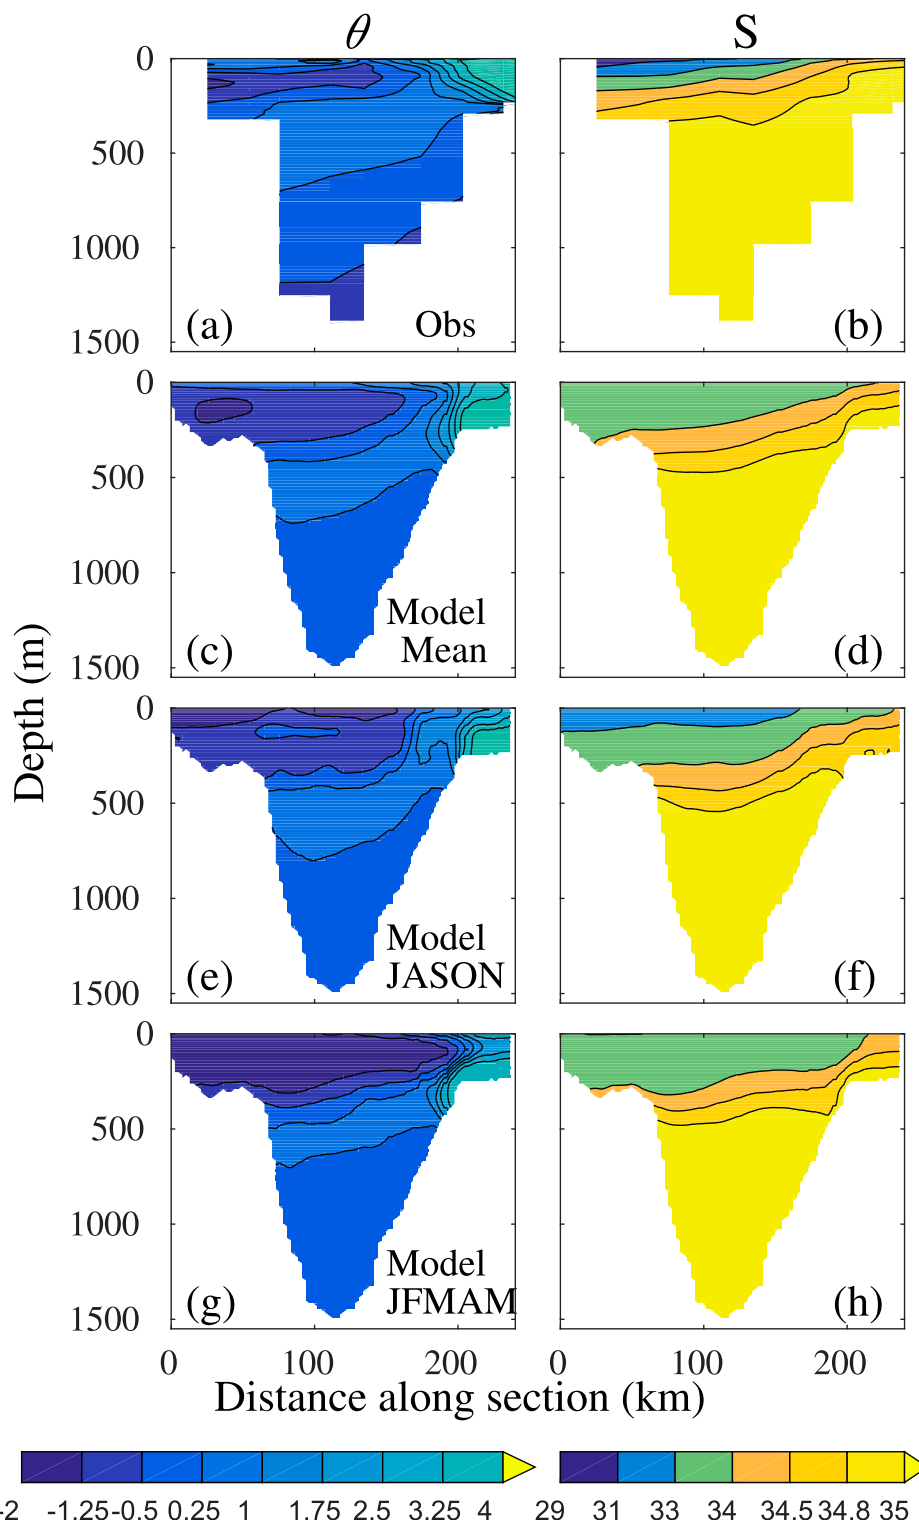 θ S
0
500
1000
1500
(a) Obs (b)
0
500
1000
1500
Model
Mean
(c) (d)
0
500
1000
1500
Model
JASON
(e) (f)
0
500
1000
1500
Model
JFMAM
(g) (h)
Depth (m)
0 100 200 0 100 200
Distance along section (km)
-2 -1.25 -0.5 0.25 1 1.75 2.5 3.25 4 29 31 33 34 34.5 34.8 35